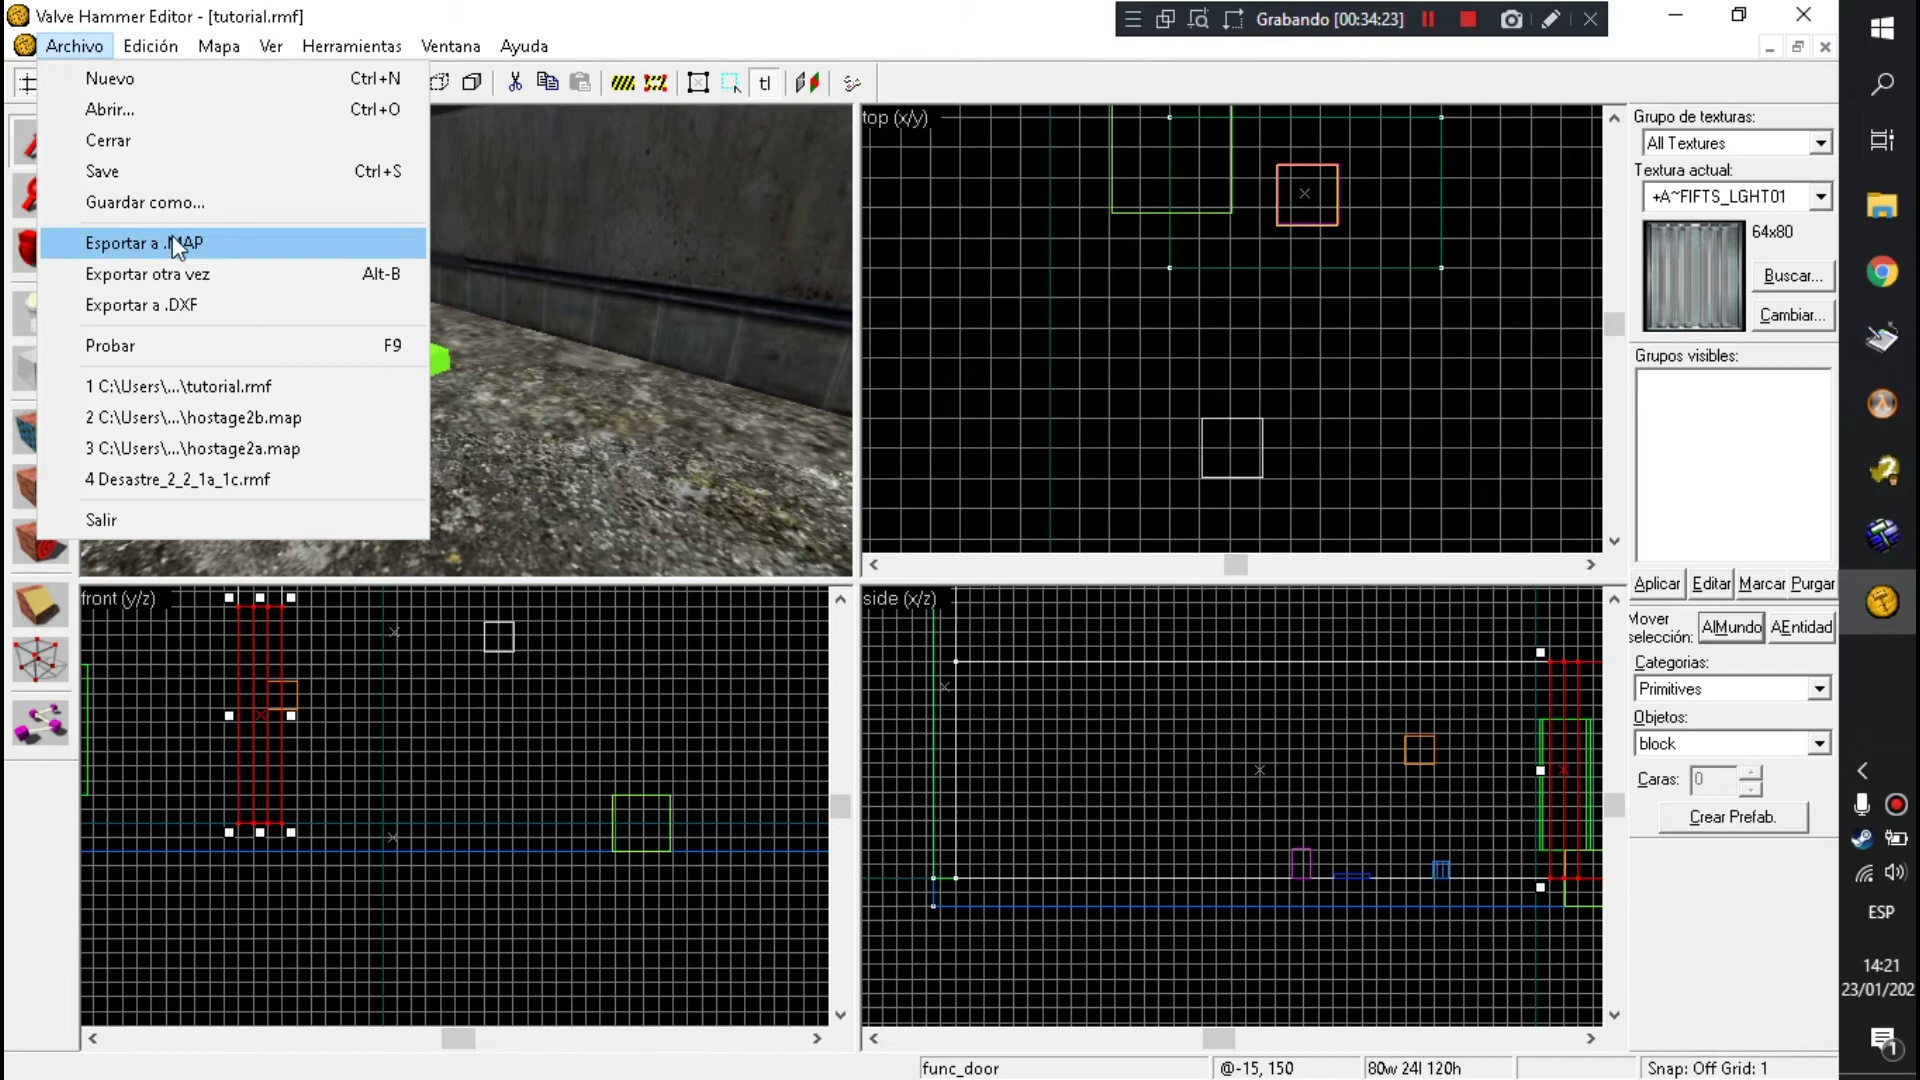 Valve Hammer Editor - [tutorial.rmf]
Grabando [00:34:23]
Archivo Edición Mapa Ver Herramientas Ventana Ayuda
Nuevo Ctrl+N
Abrir... Ctrl+O
Cerrar
Save Ctrl+S
Guardar como...
Esportar a .MAP
Exportar otra vez Alt-B
Exportar a .DXF
Probar F9
1 C:\Users\...\tutorial.rmf
2 C:\Users\...\hostage2b.map
3 C:\Users\...\hostage2a.map
4 Desastre_2_2_1a_1c.rmf
Salir
tl
top (x/y)
front (y/z)
side (x/z)
Grupo de texturas:
All Textures
Textura actual:
+A~FIFTS_LGHT01
64x80
Buscar...
Cambiar...
Grupos visibles:
Aplicar Editar Marcar Purgar
Mover
selección: AlMundo AEntidad
Categorias:
Primitives
Objetos:
block
Caras: 0
Crear Prefab.
ESP
14:21
23/01/202
1
func_door @-15, 150 80w 24l 120h Snap: Off Grid: 1